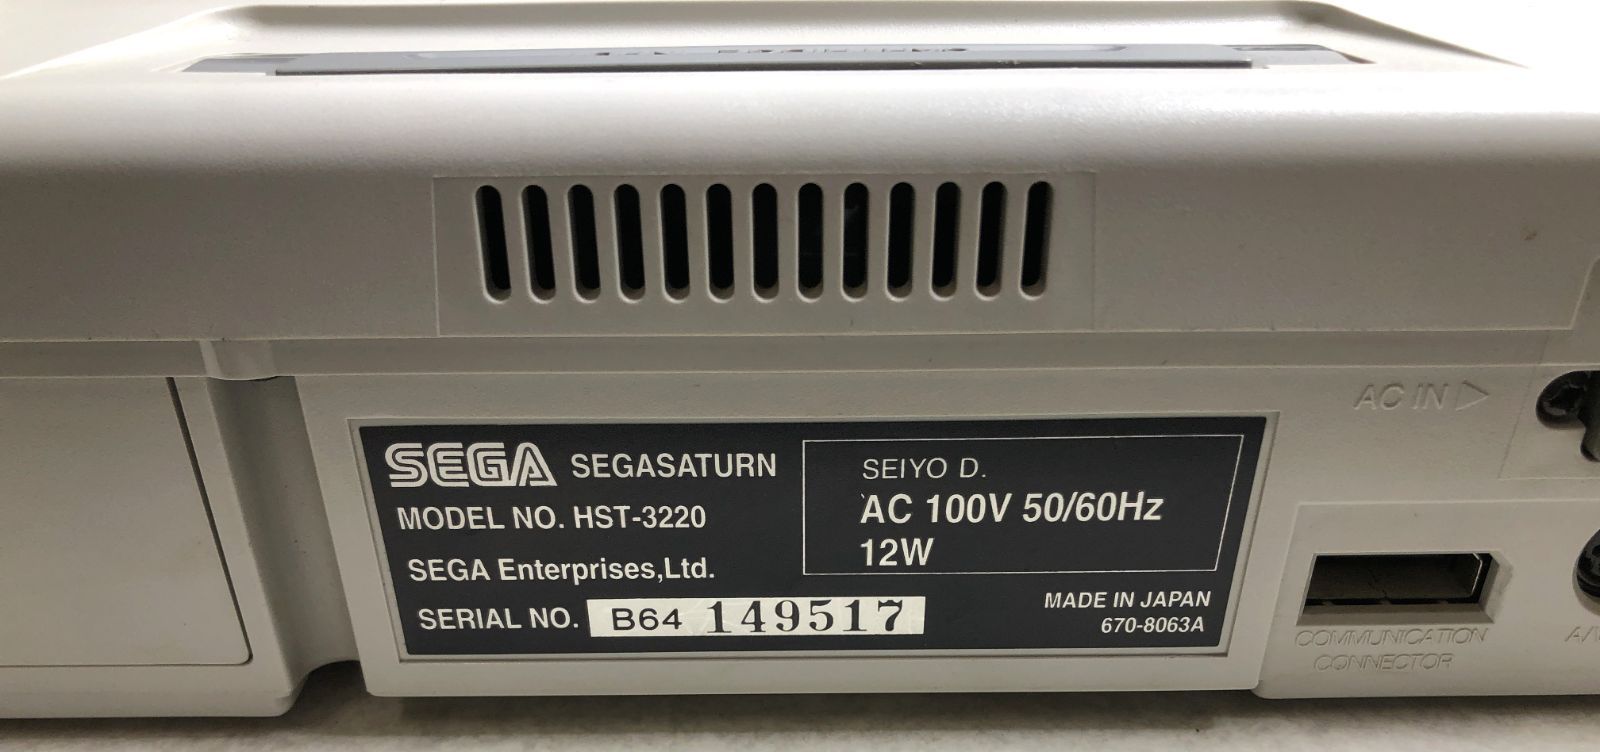 SEGA SEGASATURN
MODEL NO. HST-3220
SEGA Enterprises,Ltd.
SERIAL NO. B64 149517
SEIYO D.
AC 100V 50/60Hz
12W
MADE IN JAPAN
670-8063A
AC IN
COMMUNICATION
CONNECTOR
A/V